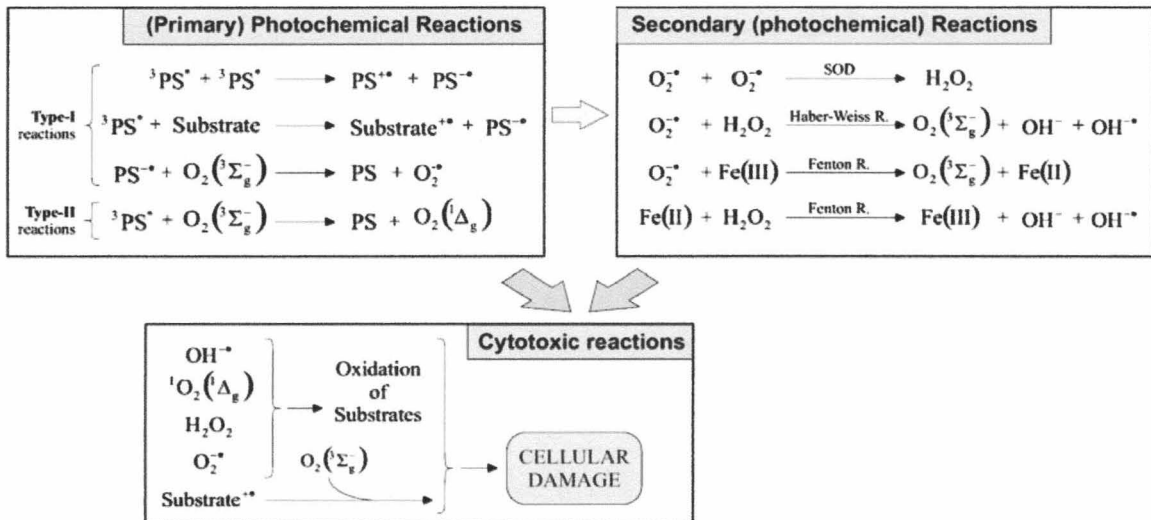 (Primary) Photochemical Reactions
Type-I
reactions
³PS* + ³PS* → PS⁺• + PS⁻•
³PS* + Substrate → Substrate⁺• + PS⁻•
PS⁻• + O₂(³Σg⁻) → PS + O₂⁻•
Type-II
reactions
³PS* + O₂(³Σg⁻) → PS + O₂(¹Δg)
Secondary (photochemical) Reactions
O₂⁻• + O₂⁻• SOD → H₂O₂
O₂⁻• + H₂O₂ Haber-Weiss R. → O₂(³Σg⁻) + OH⁻ + OH⁻•
O₂⁻• + Fe(III) Fenton R. → O₂(³Σg⁻) + Fe(II)
Fe(II) + H₂O₂ Fenton R. → Fe(III) + OH⁻ + OH⁻•
Cytotoxic reactions
OH⁻•
¹O₂(¹Δg)
H₂O₂
O₂⁻•
Oxidation
of
Substrates
O₂(³Σg⁻)
Substrate⁺•
CELLULAR
DAMAGE